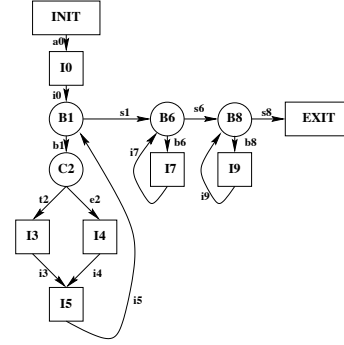 INIT
a0
I0
i0
B1 s1 B6 s6 B8 s8 EXIT
b1 b6 b8
C2 i7 I7 i9 I9
t2 e2
I3 I4
i3 i4
I5 i5